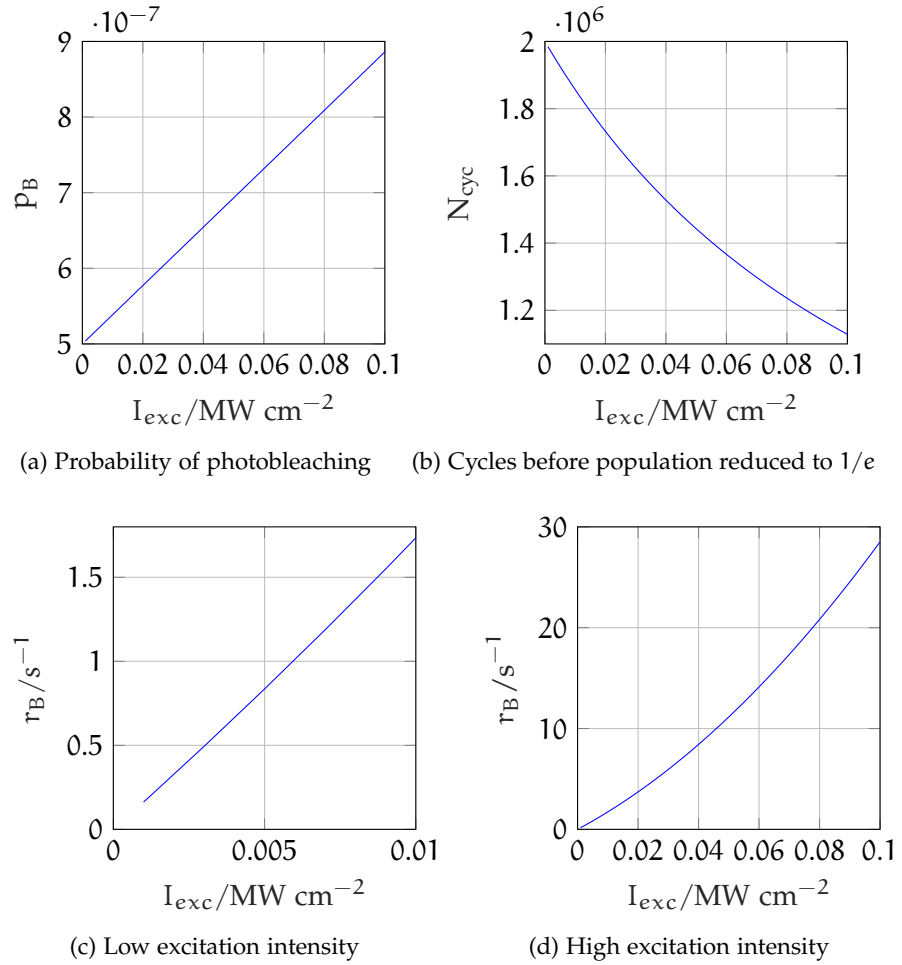 ·10⁻⁷
9
8
7
6
5
p_B
0 0.02 0.04 0.06 0.08 0.1
I_exc/MW cm⁻²
(a) Probability of photobleaching
·10⁶
2
1.8
1.6
1.4
1.2
N_cyc
0 0.02 0.04 0.06 0.08 0.1
I_exc/MW cm⁻²
(b) Cycles before population reduced to 1/e
1.5
1
0.5
0
r_B/s⁻¹
0 0.005 0.01
I_exc/MW cm⁻²
(c) Low excitation intensity
30
20
10
0
r_B/s⁻¹
0 0.02 0.04 0.06 0.08 0.1
I_exc/MW cm⁻²
(d) High excitation intensity